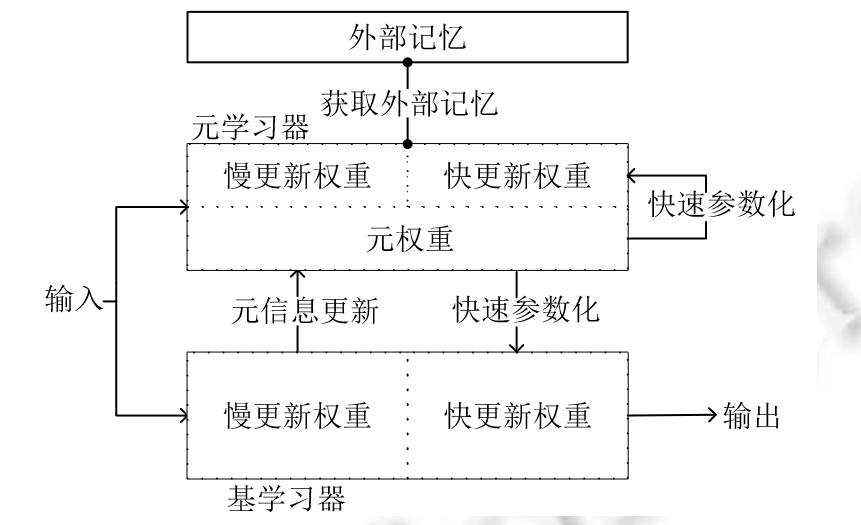 外部记忆
获取外部记忆
元学习器
慢更新权重
快更新权重
快速参数化
元权重
输入
元信息更新
快速参数化
慢更新权重
快更新权重
输出
基学习器